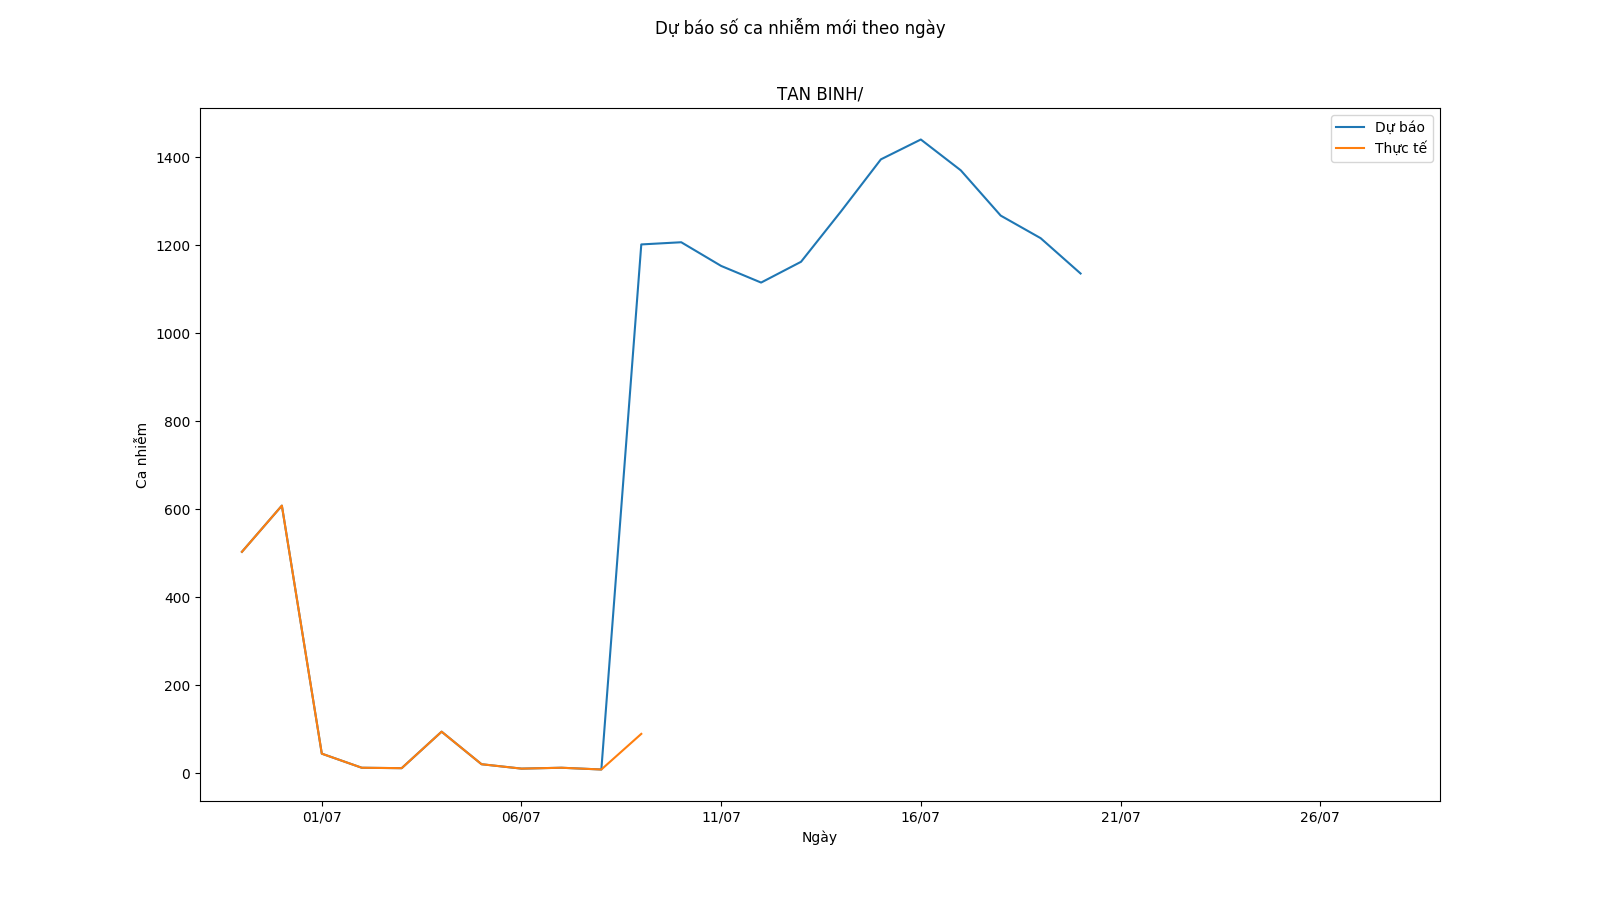 Dự báo số ca nhiễm mới theo ngày
TAN BINH/
Dự báo
Thực tế
1400
1200
1000
800
600
400
200
0
Ca nhiễm
01/07
06/07
11/07
16/07
21/07
26/07
Ngày